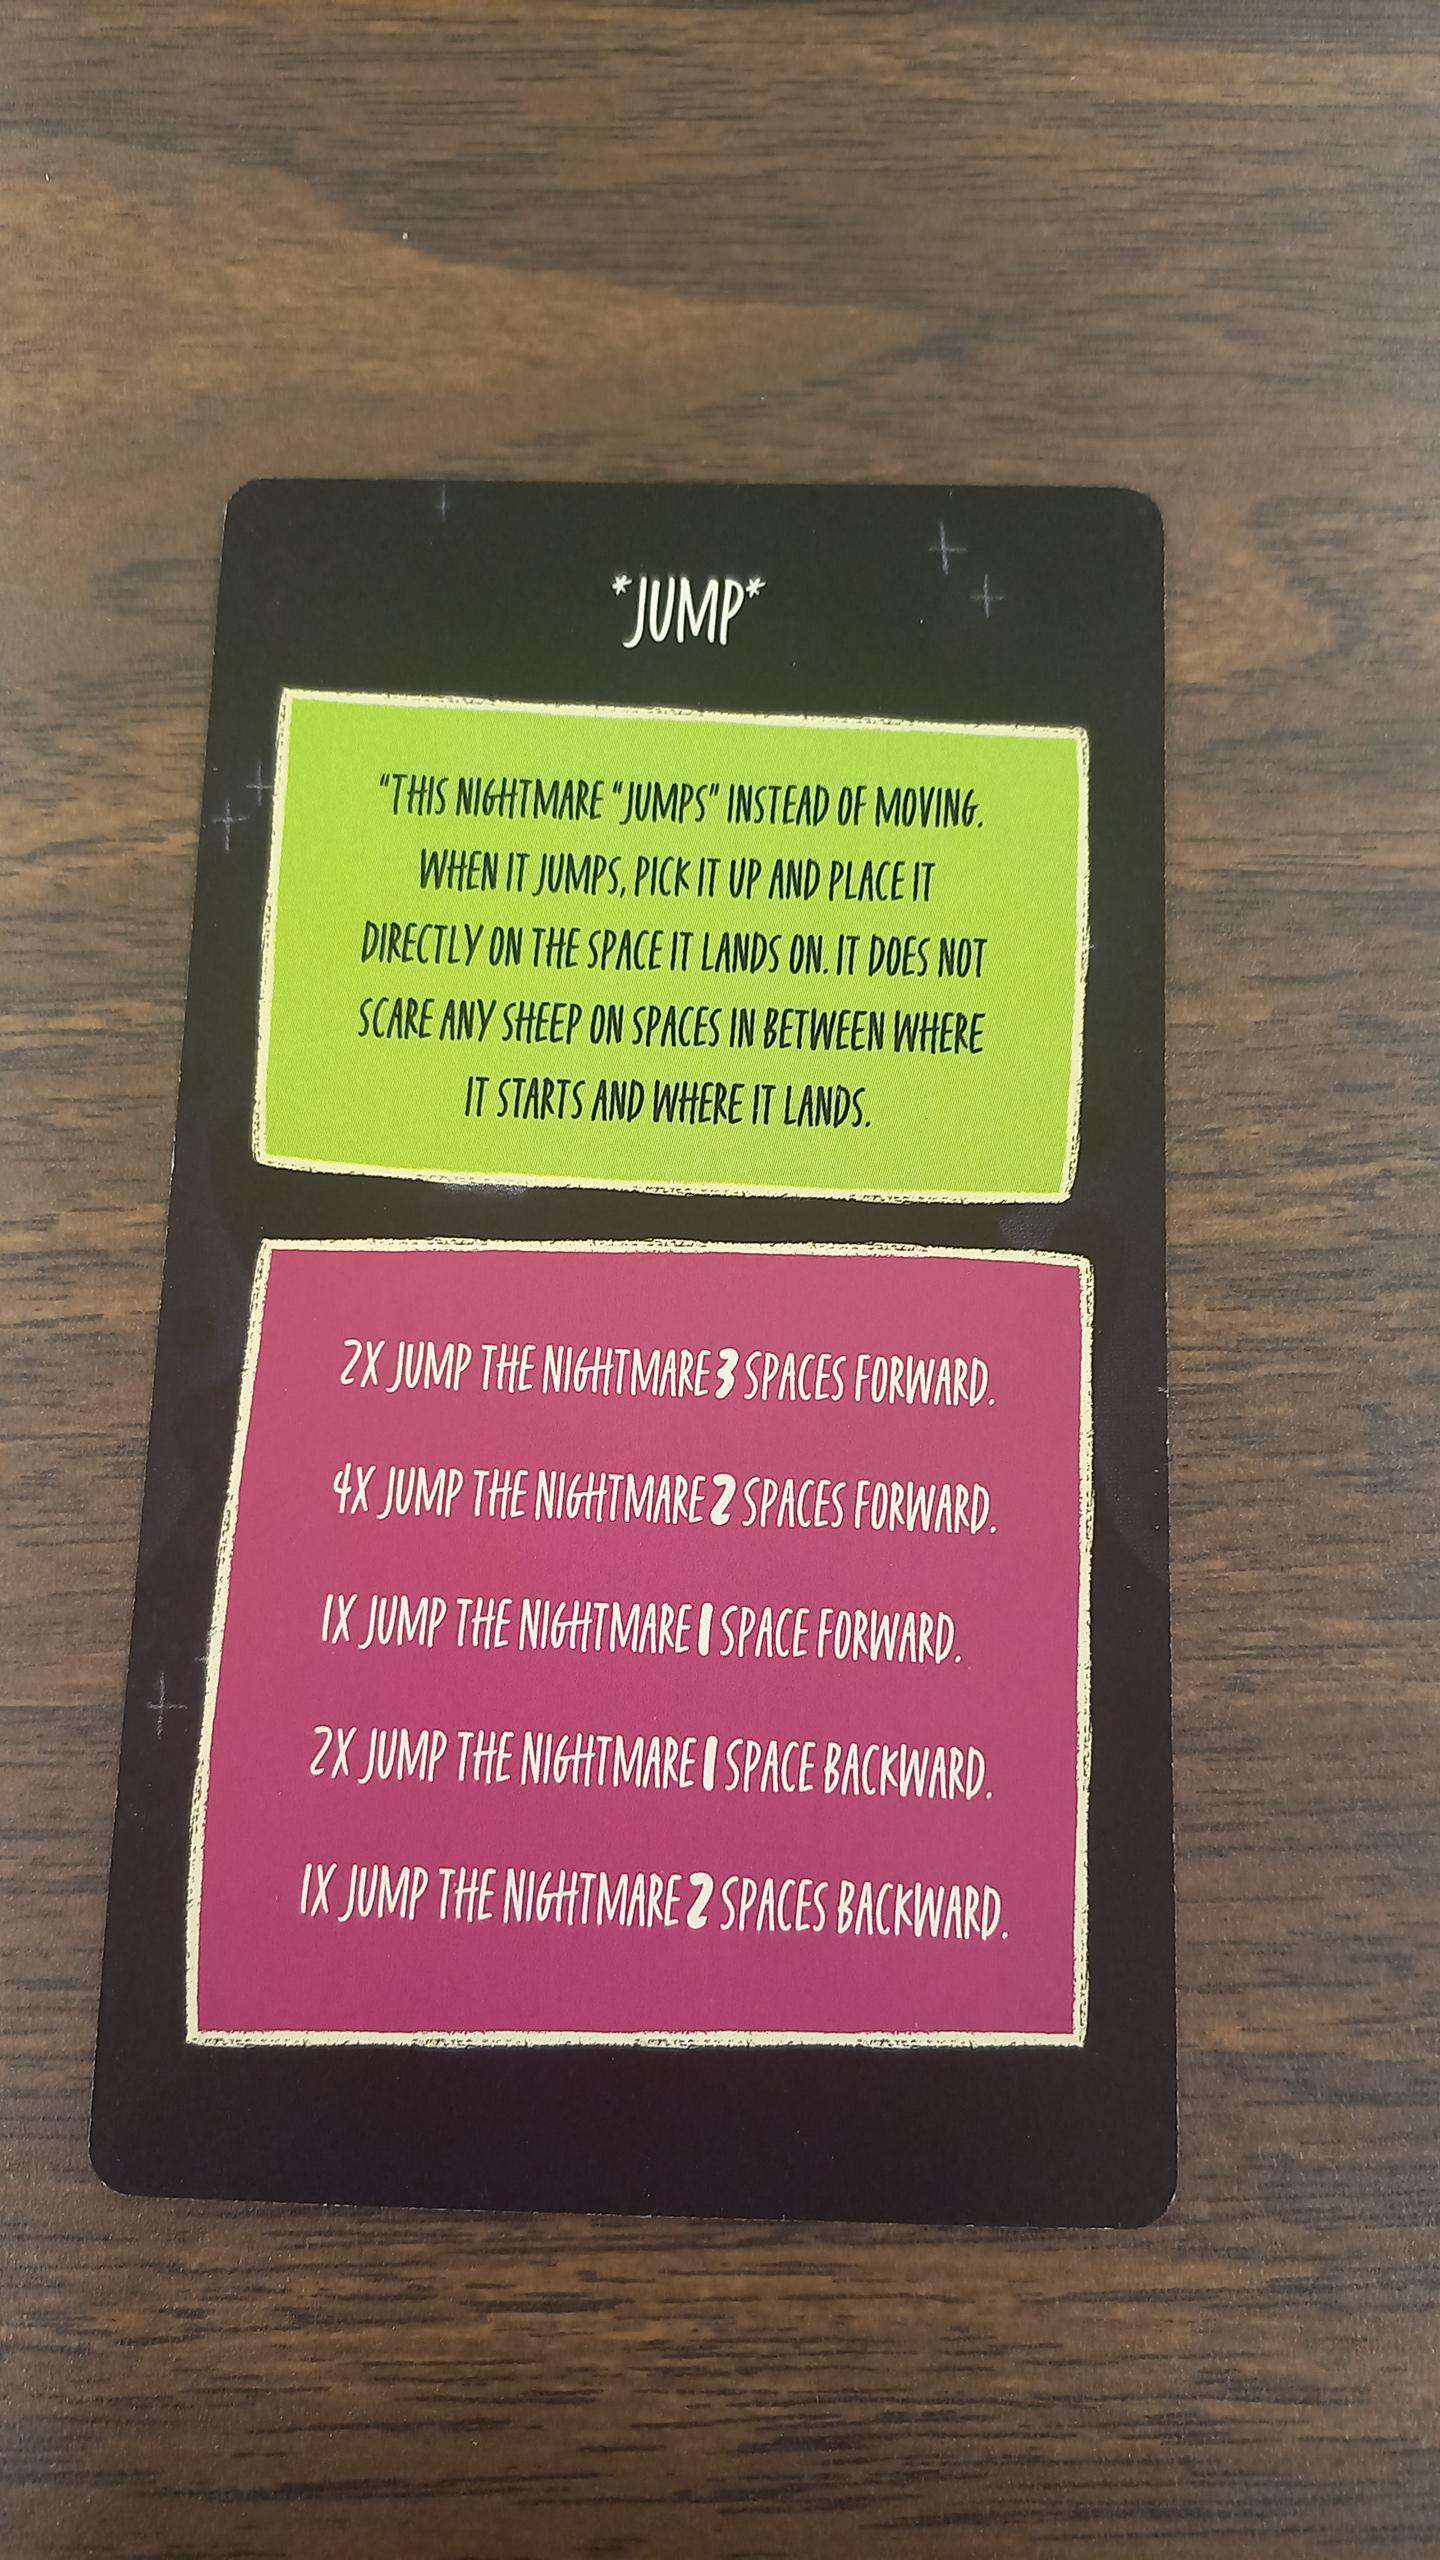 *JUMP*
“THIS NIGHTMARE “JUMPS” INSTEAD OF MOVING.
WHEN IT JUMPS, PICK IT UP AND PLACE IT
DIRECTLY ON THE SPACE IT LANDS ON. IT DOES NOT
SCARE ANY SHEEP ON SPACES IN BETWEEN WHERE
IT STARTS AND WHERE IT LANDS.
2X JUMP THE NIGHTMARE 3 SPACES FORWARD.
4X JUMP THE NIGHTMARE 2 SPACES FORWARD.
1X JUMP THE NIGHTMARE 1 SPACE FORWARD.
2X JUMP THE NIGHTMARE 1 SPACE BACKWARD.
1X JUMP THE NIGHTMARE 2 SPACES BACKWARD.